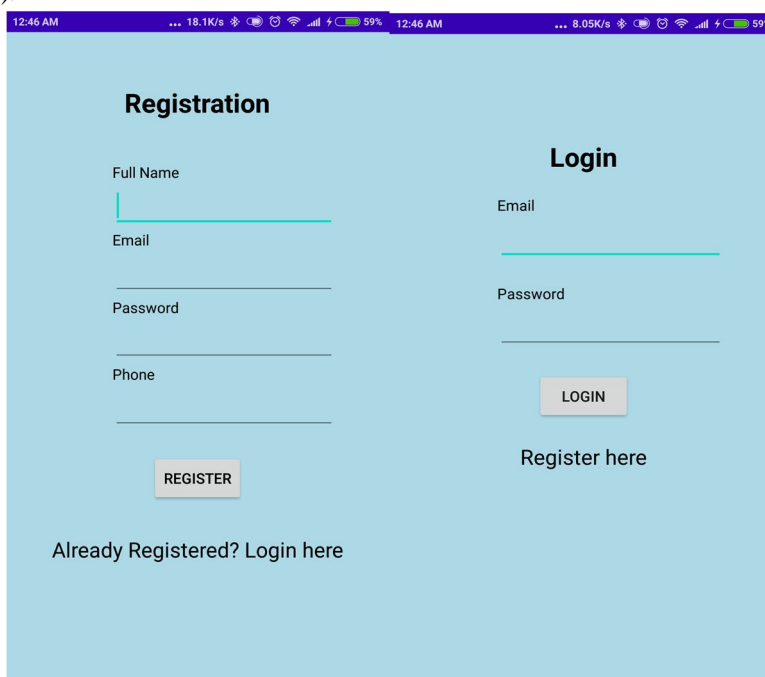 )
12:46 AM ... 18.1K/s 59%
Registration
Full Name
Email
Password
Phone
REGISTER
Already Registered? Login here
12:46 AM ... 8.05K/s 59
Login
Email
Password
LOGIN
Register here